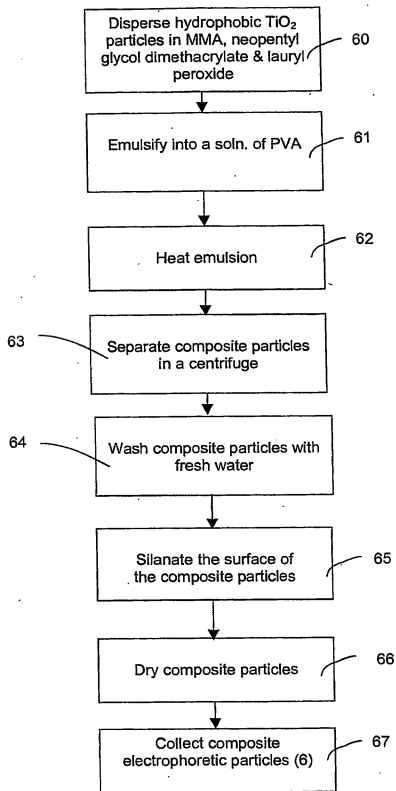 Disperse hydrophobic TiO₂
particles in MMA, neopentyl
glycol dimethacrylate & lauryl
peroxide
60
Emulsify into a soln. of PVA
61
Heat emulsion
62
63
Separate composite particles
in a centrifuge
64
Wash composite particles with
fresh water
Silanate the surface of
the composite particles
65
Dry composite particles
66
Collect composite
electrophoretic particles (6)
67